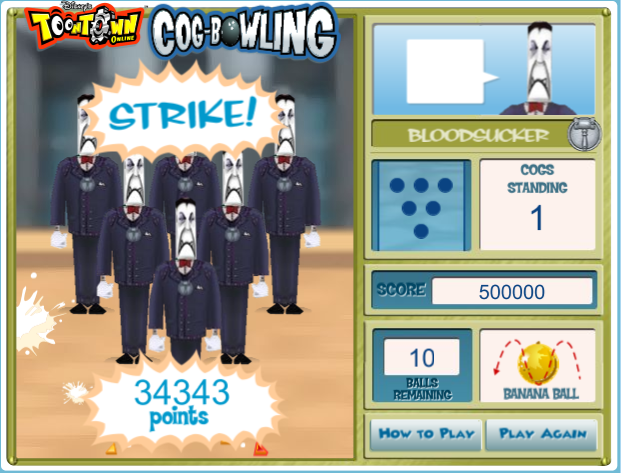 Disney's
TOONTOWN
ONLINE
COG-BOWLING
STRIKE!
34343
points
BLOODSUCKER
COGS
STANDING
1
SCORE 500000
10
BALLS
REMAINING
BANANA BALL
HOW TO PLAY
PLAY AGAIN